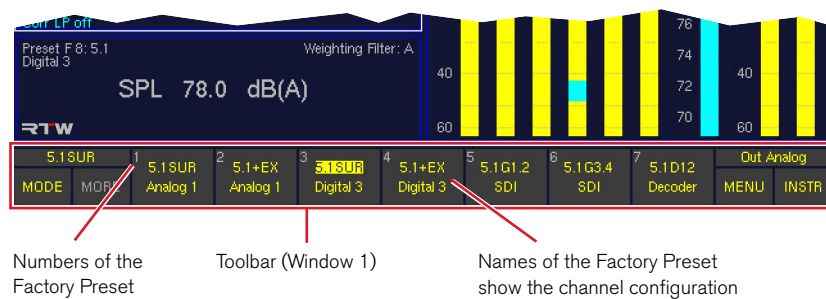 Corr LP off
Preset F 8: 5.1 Weighting Filter: A
Digital 3
SPL 78.0 dB(A)
RTW
40
60
76
74
72
70
40
60
5.1SUR
MODE MORE
1 5.1SUR
Analog 1
2 5.1+EX
Analog 1
3 5.1SUR
Digital 3
4 5.1+EX
Digital 3
5 5.1G1.2
SDI
6 5.1G3.4
SDI
7 5.1D12
Decoder
Out Analog
MENU INSTR
Numbers of the
Factory Preset
Toolbar (Window 1)
Names of the Factory Preset
show the channel configuration